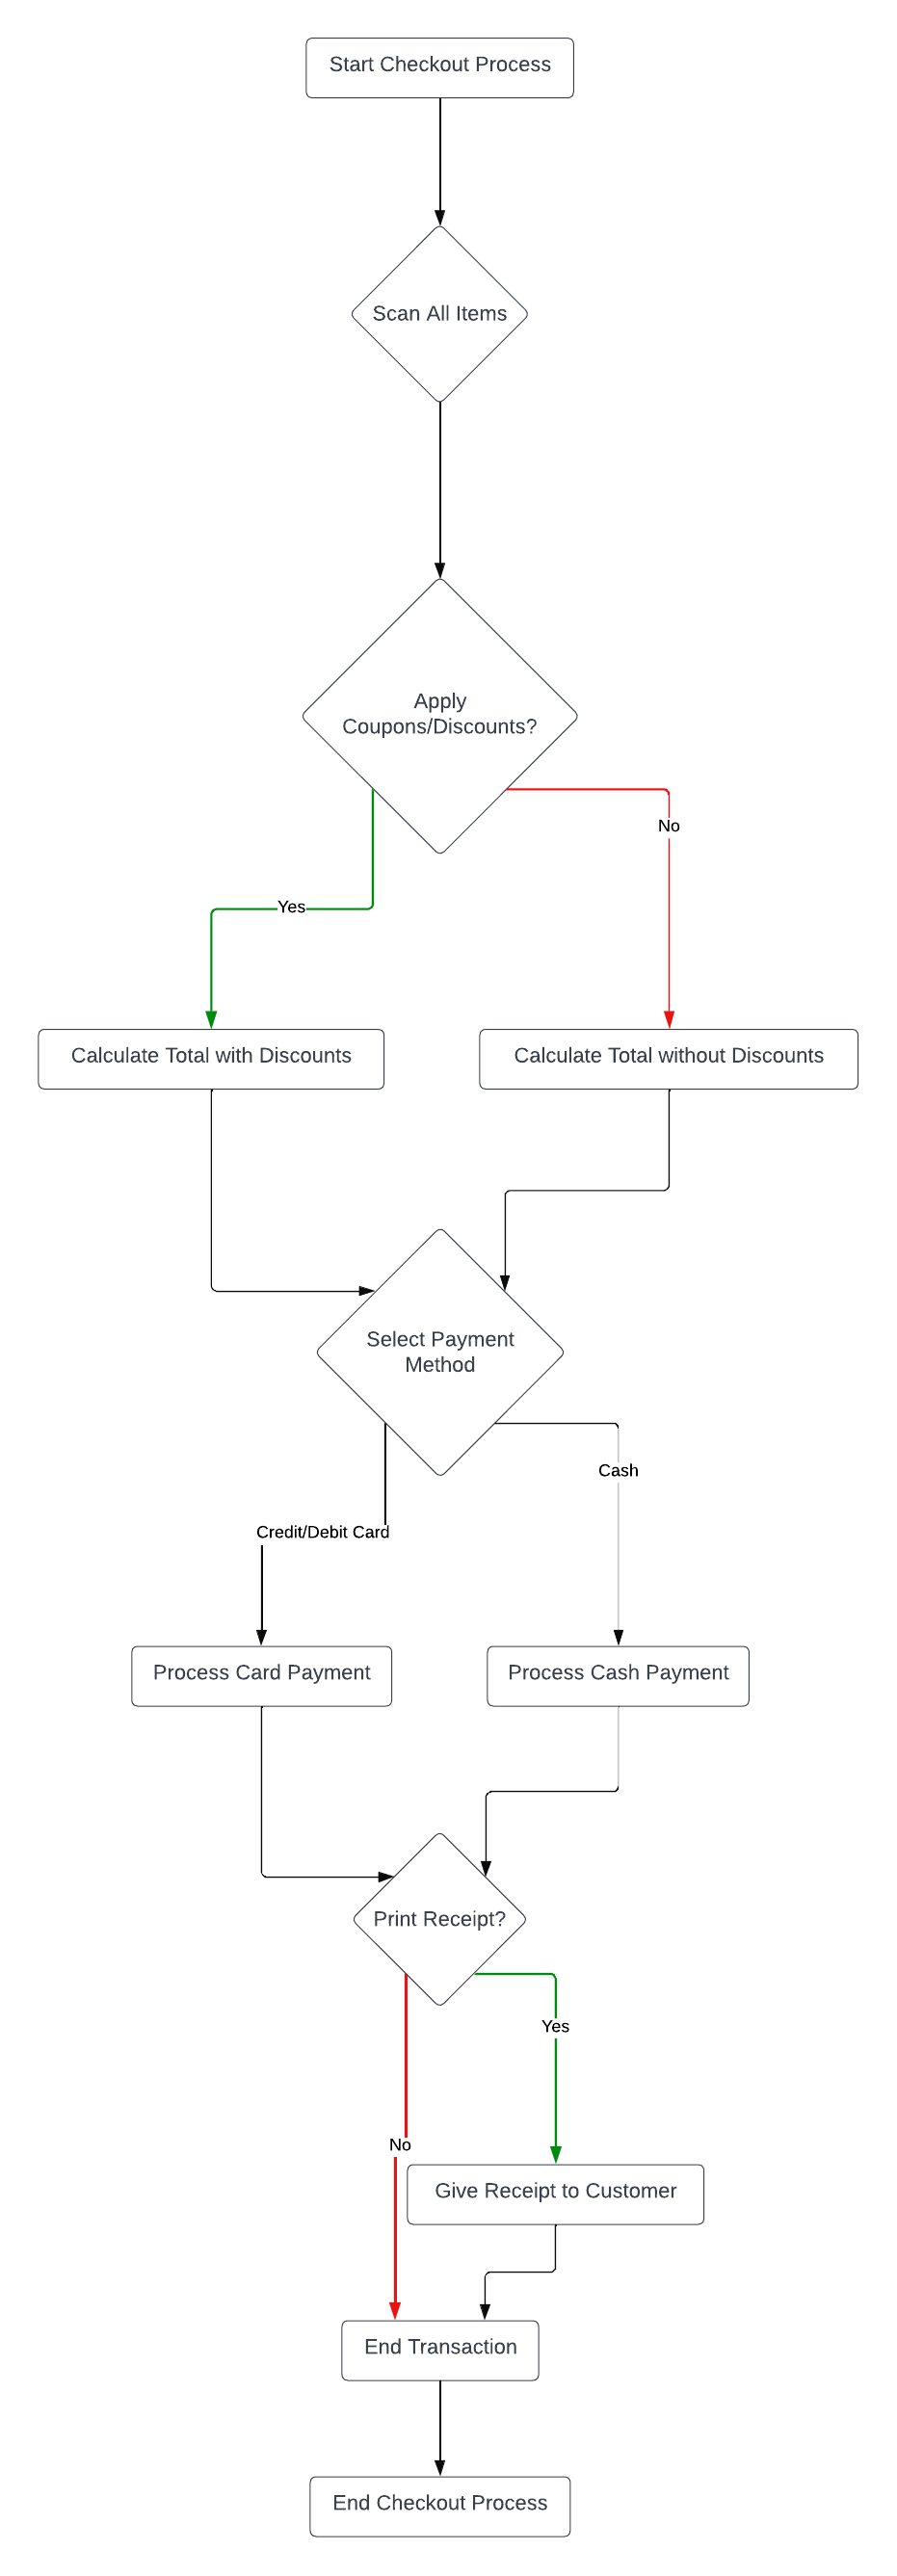 Start Checkout Process
Scan All Items
Apply
Coupons/Discounts?
No
Yes
Calculate Total with Discounts
Calculate Total without Discounts
Select Payment
Method
Cash
Credit/Debit Card
Process Card Payment
Process Cash Payment
Print Receipt?
Yes
No
Give Receipt to Customer
End Transaction
End Checkout Process